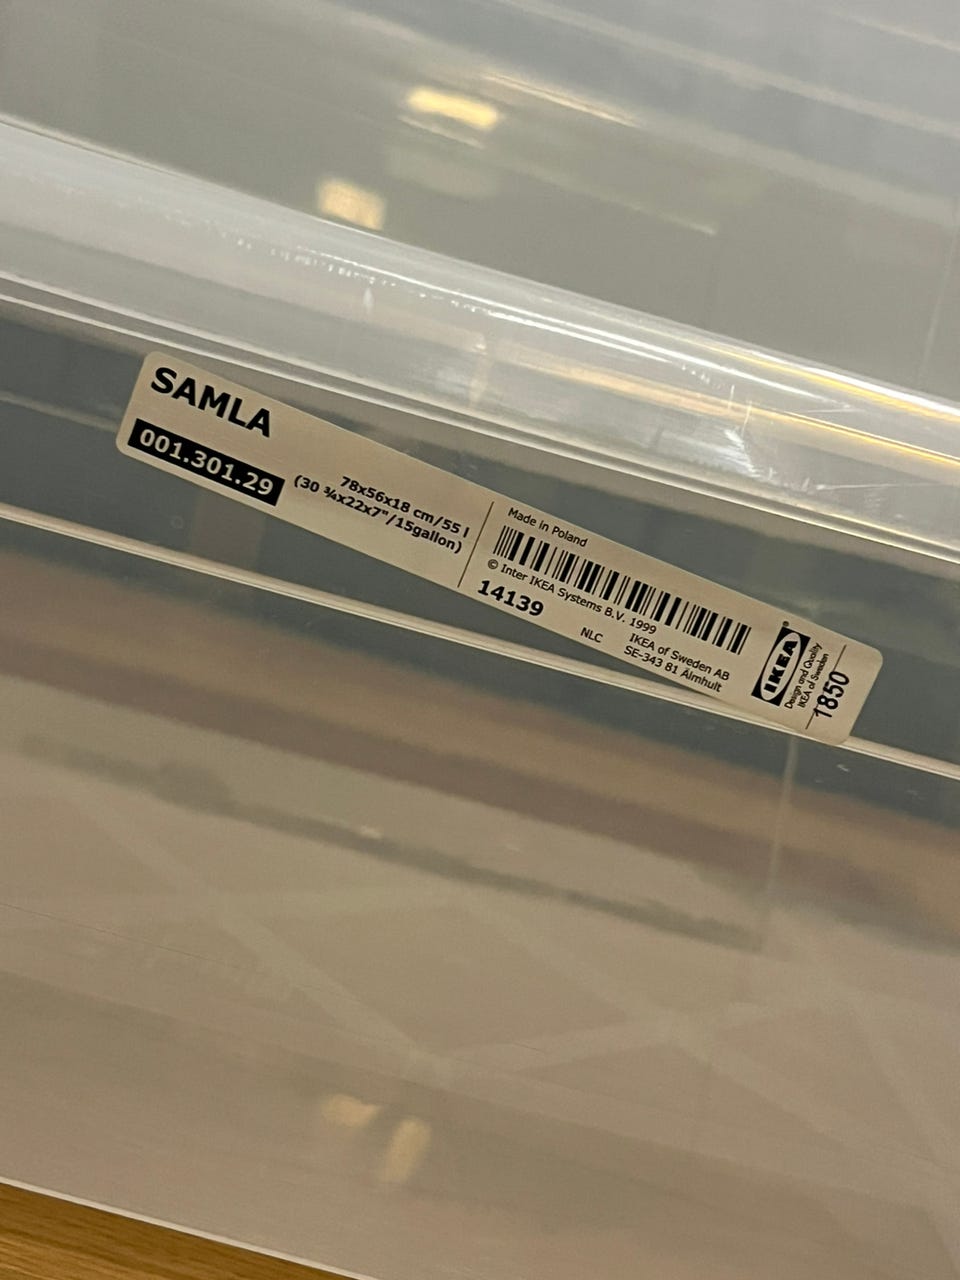 SAMLA
001.301.29
78x56x18 cm/55 l
(30 ¾x22x7"/15gallon)
Made in Poland
© Inter IKEA Systems B.V. 1999
14139
NLC
IKEA of Sweden AB
SE-343 81 Älmhult
IKEA®
Design and Quality
IKEA of Sweden
1850